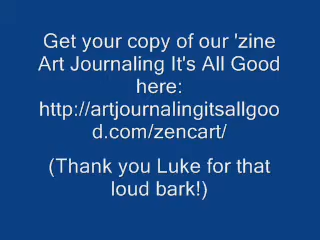 Get your copy of our 'zine
Art Journaling It's All Good
here:
http://artjournalingitsallgoo
d.com/zencart/
(Thank you Luke for that
loud bark!)